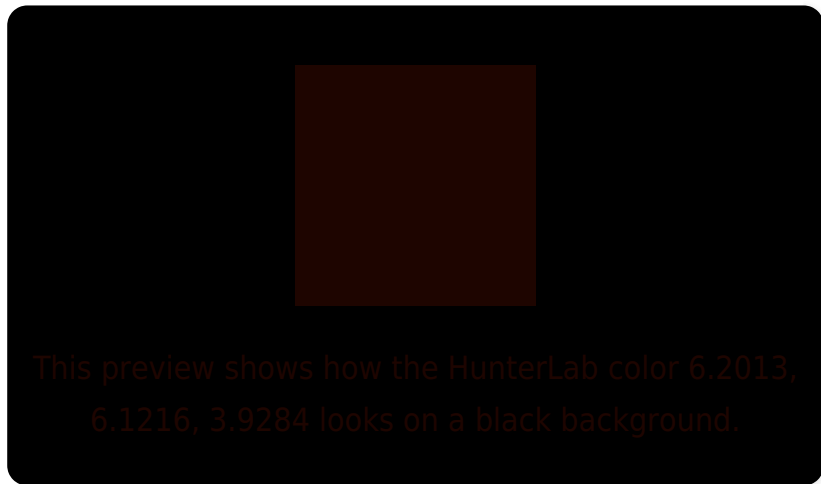 This preview shows how the HunterLab color 6.2013,
6.1216, 3.9284 looks on a black background.